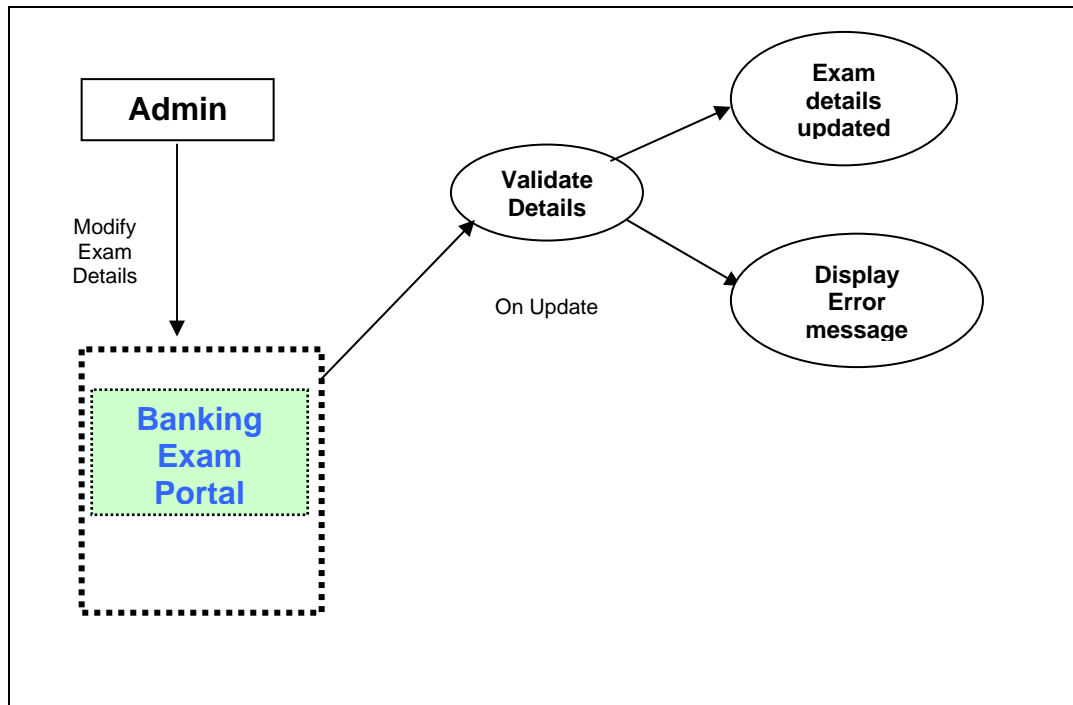 Admin
Modify
Exam
Details
Banking
Exam
Portal
Validate
Details
On Update
Exam
details
updated
Display
Error
message